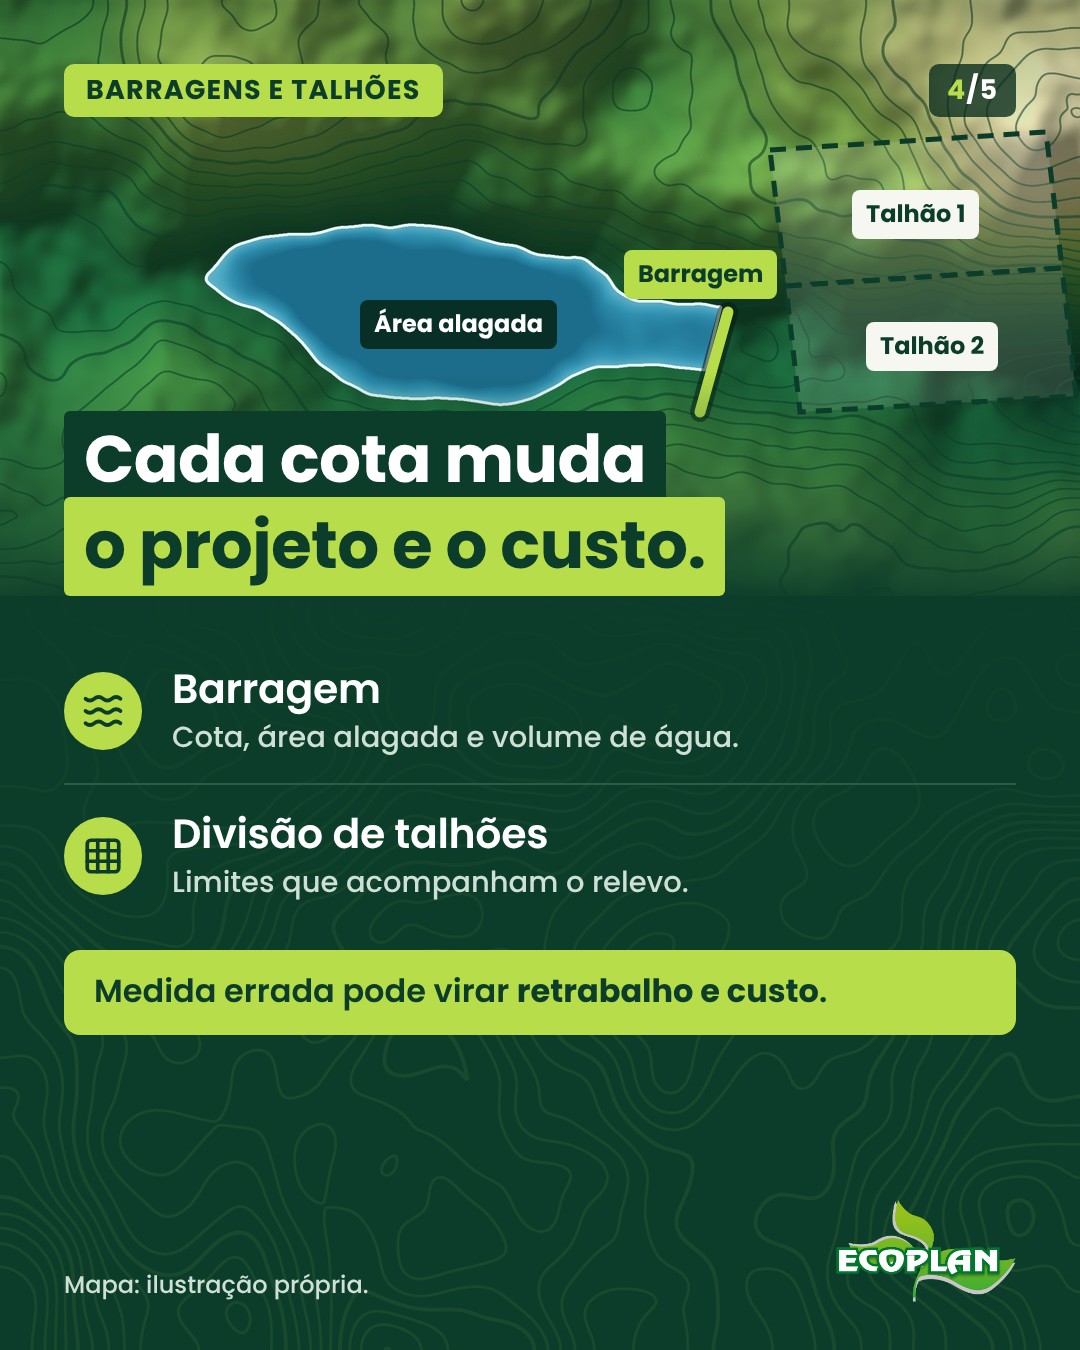 BARRAGENS E TALHÕES
4/5
Talhão 1
Barragem
Área alagada
Talhão 2
Cada cota muda
o projeto e o custo.
Barragem
Cota, área alagada e volume de água.
Divisão de talhões
Limites que acompanham o relevo.
Medida errada pode virar retrabalho e custo.
ECOPLAN
Mapa: ilustração própria.